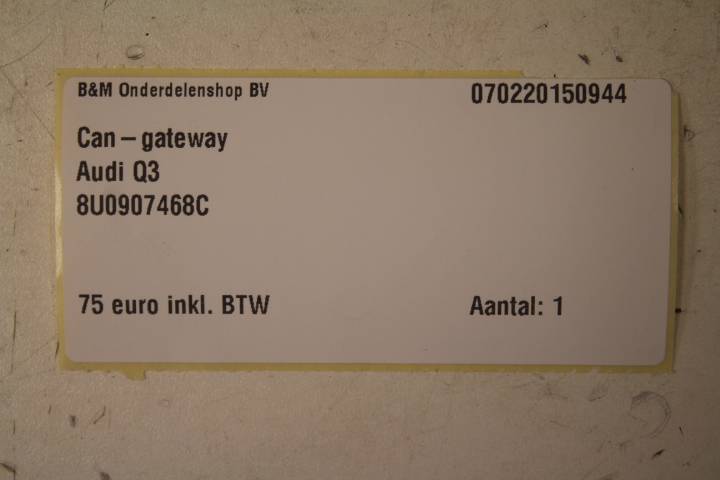 B&M Onderdelenshop BV 070220150944
Can – gateway
Audi Q3
8U0907468C
75 euro inkl. BTW Aantal: 1